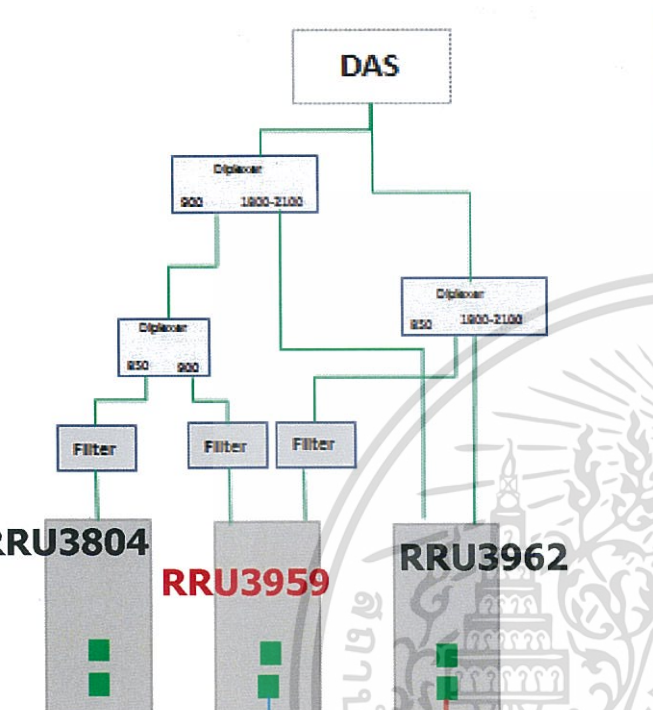 DAS
Diplexer
900 1800-2100
Diplexer
850 1800-2100
Diplexer
850 900
Filter
Filter
Filter
RRU3804
RRU3959
RRU3962